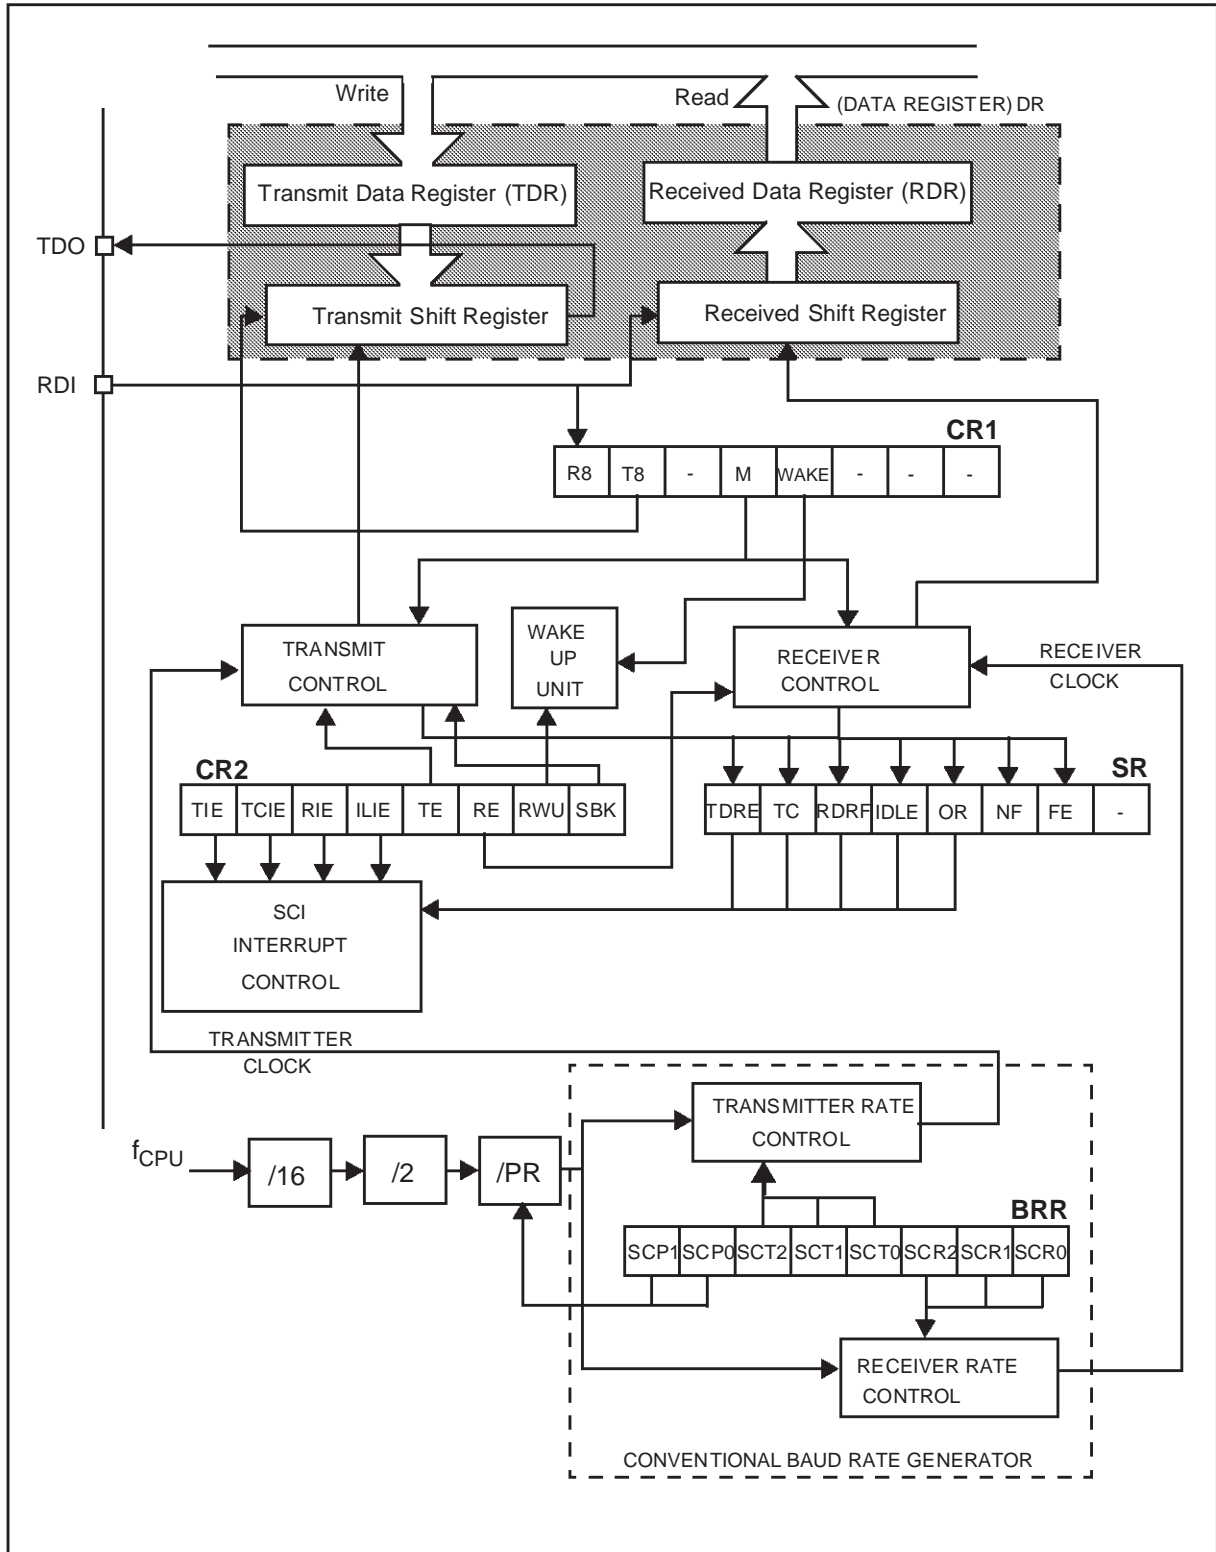 Write
Read
(DATA REGISTER) DR
Transmit Data Register (TDR)
Received Data Register (RDR)
TDO
Transmit Shift Register
Received Shift Register
RDI
CR1
R8 T8 - M WAKE - - -
TRANSMIT
CONTROL
WAKE
UP
UNIT
RECEIVER
CONTROL
RECEIVER
CLOCK
CR2
SR
TIE TCIE RIE ILIE TE RE RWU SBK
TDRE TC RDRF IDLE OR NF FE -
SCI
INTERRUPT
CONTROL
TRANSMITTER
CLOCK
TRANSMITTER RATE
CONTROL
fCPU
/16
/2
/PR
BRR
SCP1 SCP0 SCT2 SCT1 SCT0 SCR2 SCR1 SCR0
RECEIVER RATE
CONTROL
CONVENTIONAL BAUD RATE GENERATOR